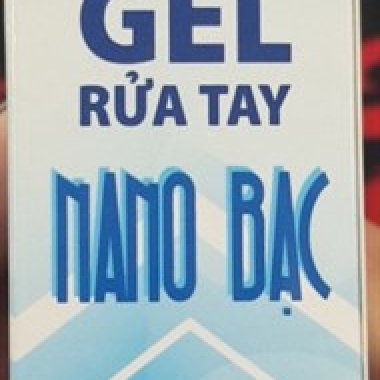 GEL
RỬA TAY
NANO BẠC